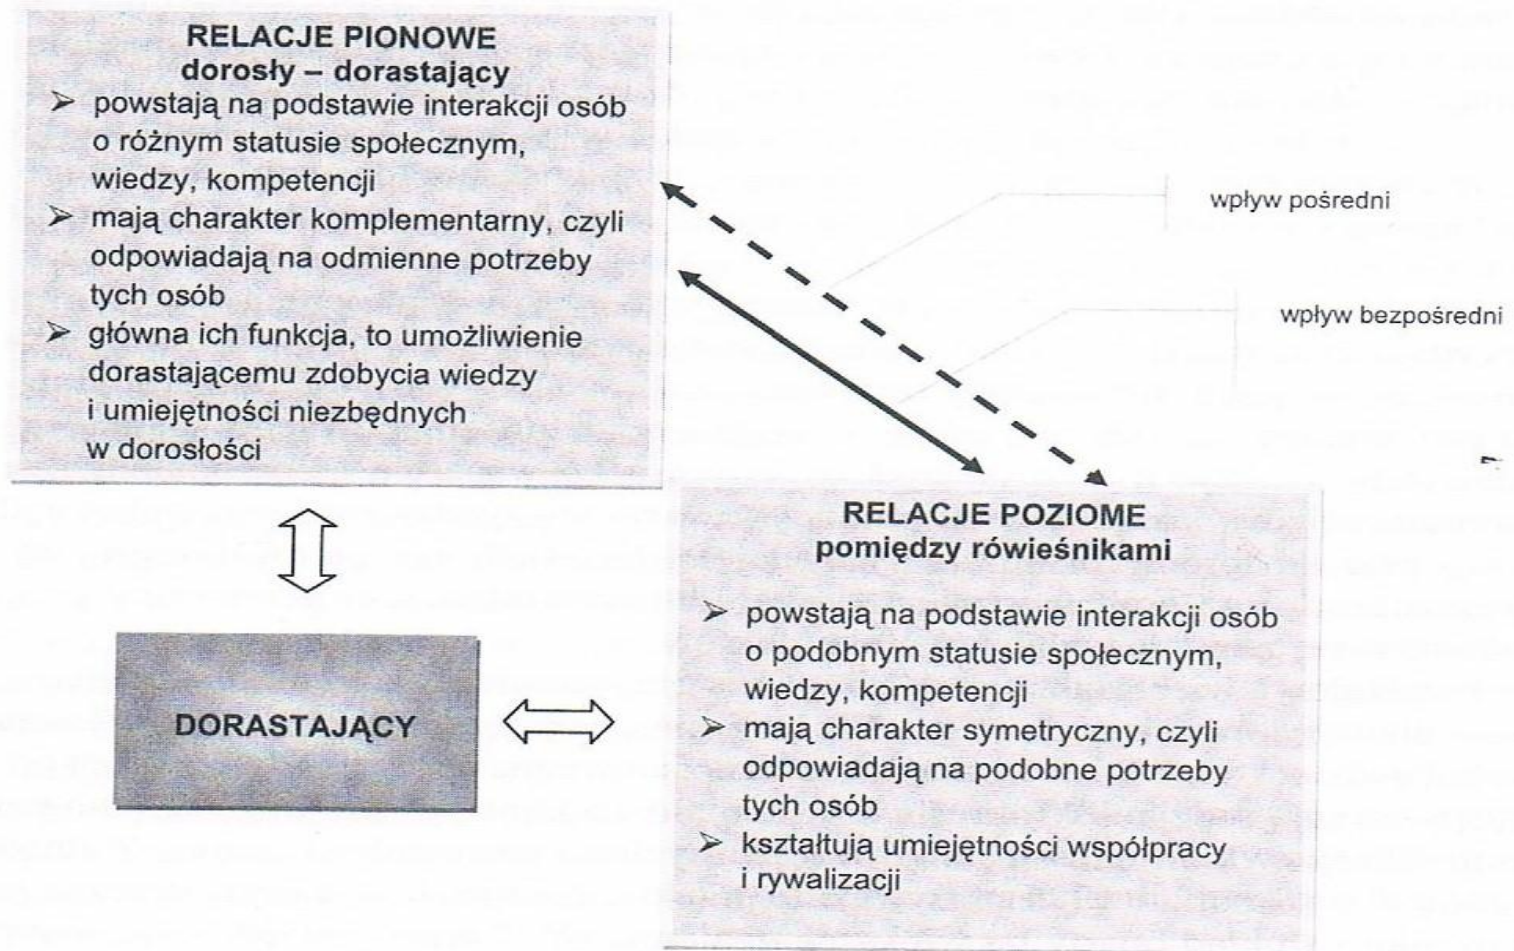 RELACJE PIONOWE
dorosły – dorastający
➢ powstają na podstawie interakcji osób
o różnym statusie społecznym,
wiedzy, kompetencji
➢ mają charakter komplementarny, czyli
odpowiadają na odmienne potrzeby
tych osób
➢ główna ich funkcja, to umożliwienie
dorastającemu zdobycia wiedzy
i umiejętności niezbędnych
w dorosłości
wpływ pośredni
wpływ bezpośredni
DORASTAJĄCY
RELACJE POZIOME
pomiędzy rówieśnikami
➢ powstają na podstawie interakcji osób
o podobnym statusie społecznym,
wiedzy, kompetencji
➢ mają charakter symetryczny, czyli
odpowiadają na podobne potrzeby
tych osób
➢ kształtują umiejętności współpracy
i rywalizacji